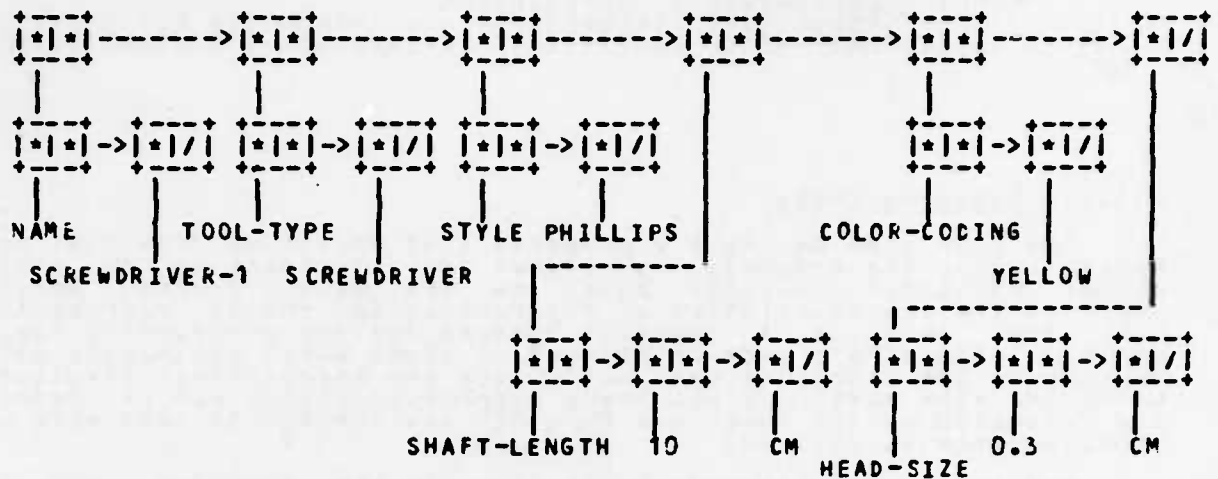 +---+ +---+ +---+ +---+ +---+ +---+
|*|*|------->|*|*|------->|*|*|------->|*|*|------->|*|*|------->|*|/|
+---+ +---+ +---+ +---+ +---+ +---+
| | | | | |
+---+ +---+ +---+ +---+ +---+ +---+ +---+ +---+
|*|*|->|*|/| |*|*|->|*|/| |*|*|->|*|/| |*|*|->|*|/|
+---+ +---+ +---+ +---+ +---+ +---+ +---+ +---+
NAME TOOL-TYPE STYLE PHILLIPS COLOR-CODING
SCREWDRIVER-1 SCREWDRIVER YELLOW
+---+ +---+ +---+ +---+ +---+ +---+
|*|*|->|*|*|->|*|/| |*|*|->|*|*|->|*|/|
+---+ +---+ +---+ +---+ +---+ +---+
SHAFT-LENGTH 10 CM 0.3 CM
HEAD-SIZE